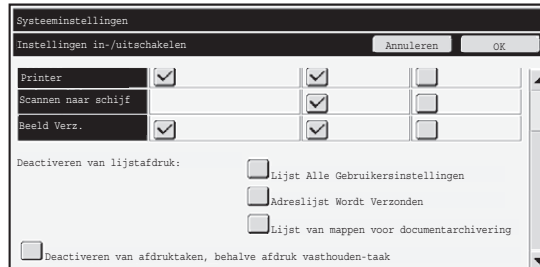 Systeeminstellingen
Instellingen in-/uitschakelen Annuleren OK
Printer
Scannen naar schijf
Beeld Verz.
Deactiveren van lijstafdruk:
Lijst Alle Gebruikersinstellingen
Adreslijst Wordt Verzonden
Lijst van mappen voor documentarchivering
Deactiveren van afdruktaken, behalve afdruk vasthouden-taak